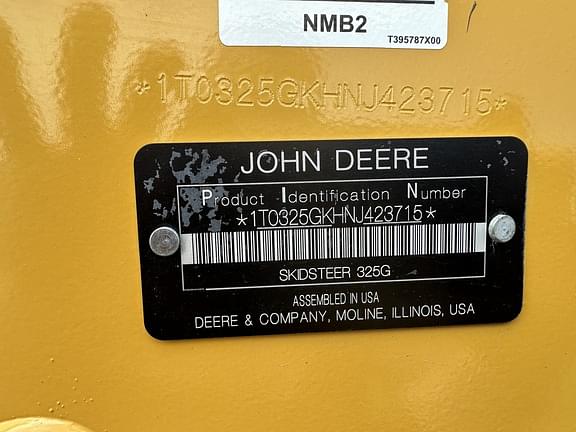 NMB2
T395787X00
*1T0325GKHNJ423715*
JOHN DEERE
Product Identification Number
*1T0325GKHNJ423715*
SKIDSTEER 325G
ASSEMBLED IN USA
DEERE & COMPANY, MOLINE, ILLINOIS, USA